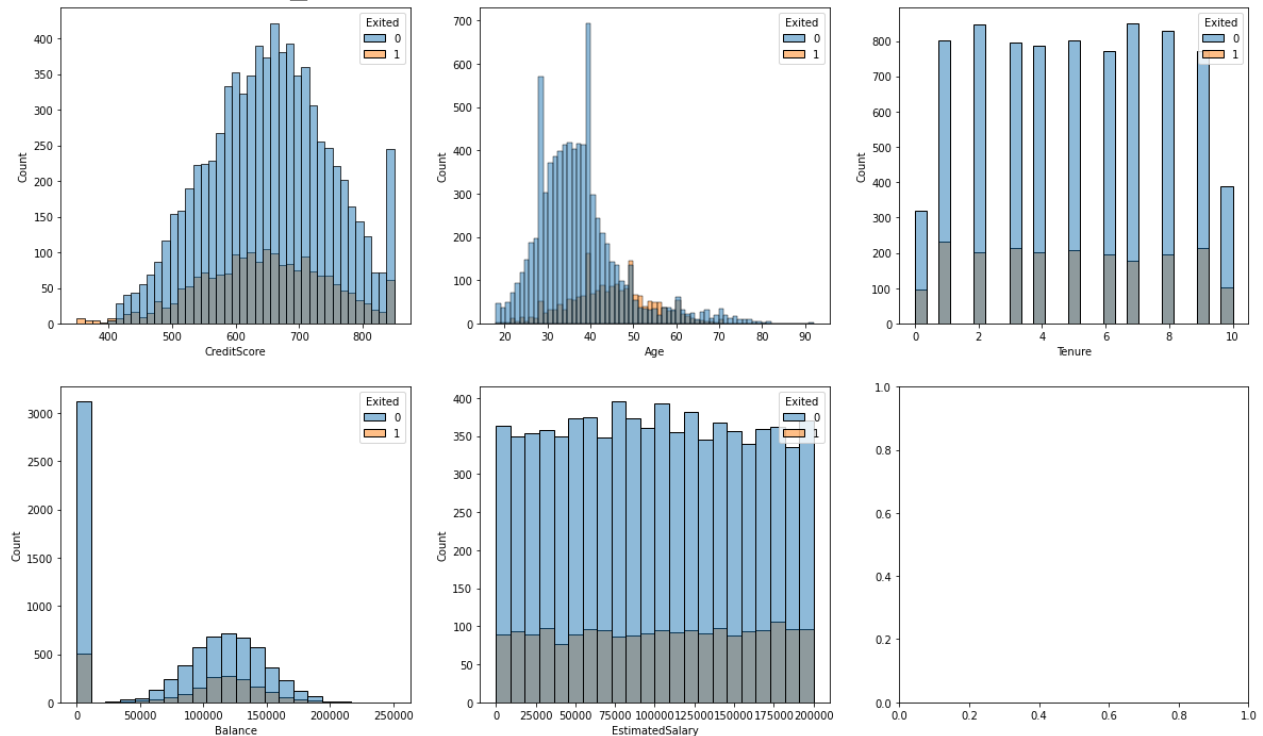 Exited
0
1
400
350
300
250
200
150
100
50
0
Count
500 600 700 800
CreditScore
Exited
0
1
700
600
500
400
300
200
100
0
Count
20 30 40 50 60 70 80 90
Age
Exited
0
1
800
700
600
500
400
300
200
100
0
Count
0 2 4 6 8 10
Tenure
Exited
0
1
3000
2500
2000
1500
1000
500
0
Count
0 50000 100000 150000 200000 250000
Balance
Exited
0
1
400
350
300
250
200
150
100
50
0
Count
0 25000 50000 75000 100000 125000 150000 175000 200000
EstimatedSalary
1.0
0.8
0.6
0.4
0.2
0.0
0.0 0.2 0.4 0.6 0.8 1.0